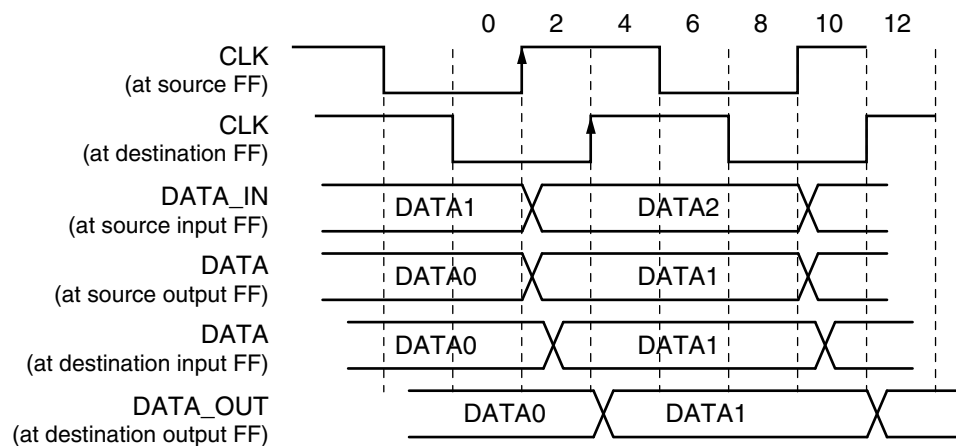 0 2 4 6 8 10 12
CLK
(at source FF)
CLK
(at destination FF)
DATA_IN
(at source input FF)
DATA1 DATA2
DATA
(at source output FF)
DATA0 DATA1
DATA
(at destination input FF)
DATA0 DATA1
DATA_OUT
(at destination output FF)
DATA0 DATA1